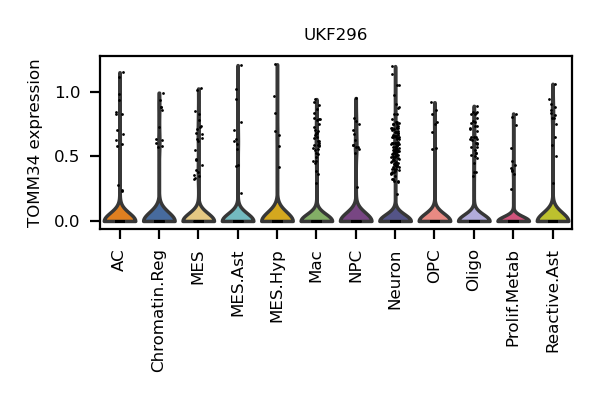 UKF296
TOMM34 expression
1.0
0.5
0.0
AC
Chromatin.Reg
MES
MES.Ast
MES.Hyp
Mac
NPC
Neuron
OPC
Oligo
Prolif.Metab
Reactive.Ast